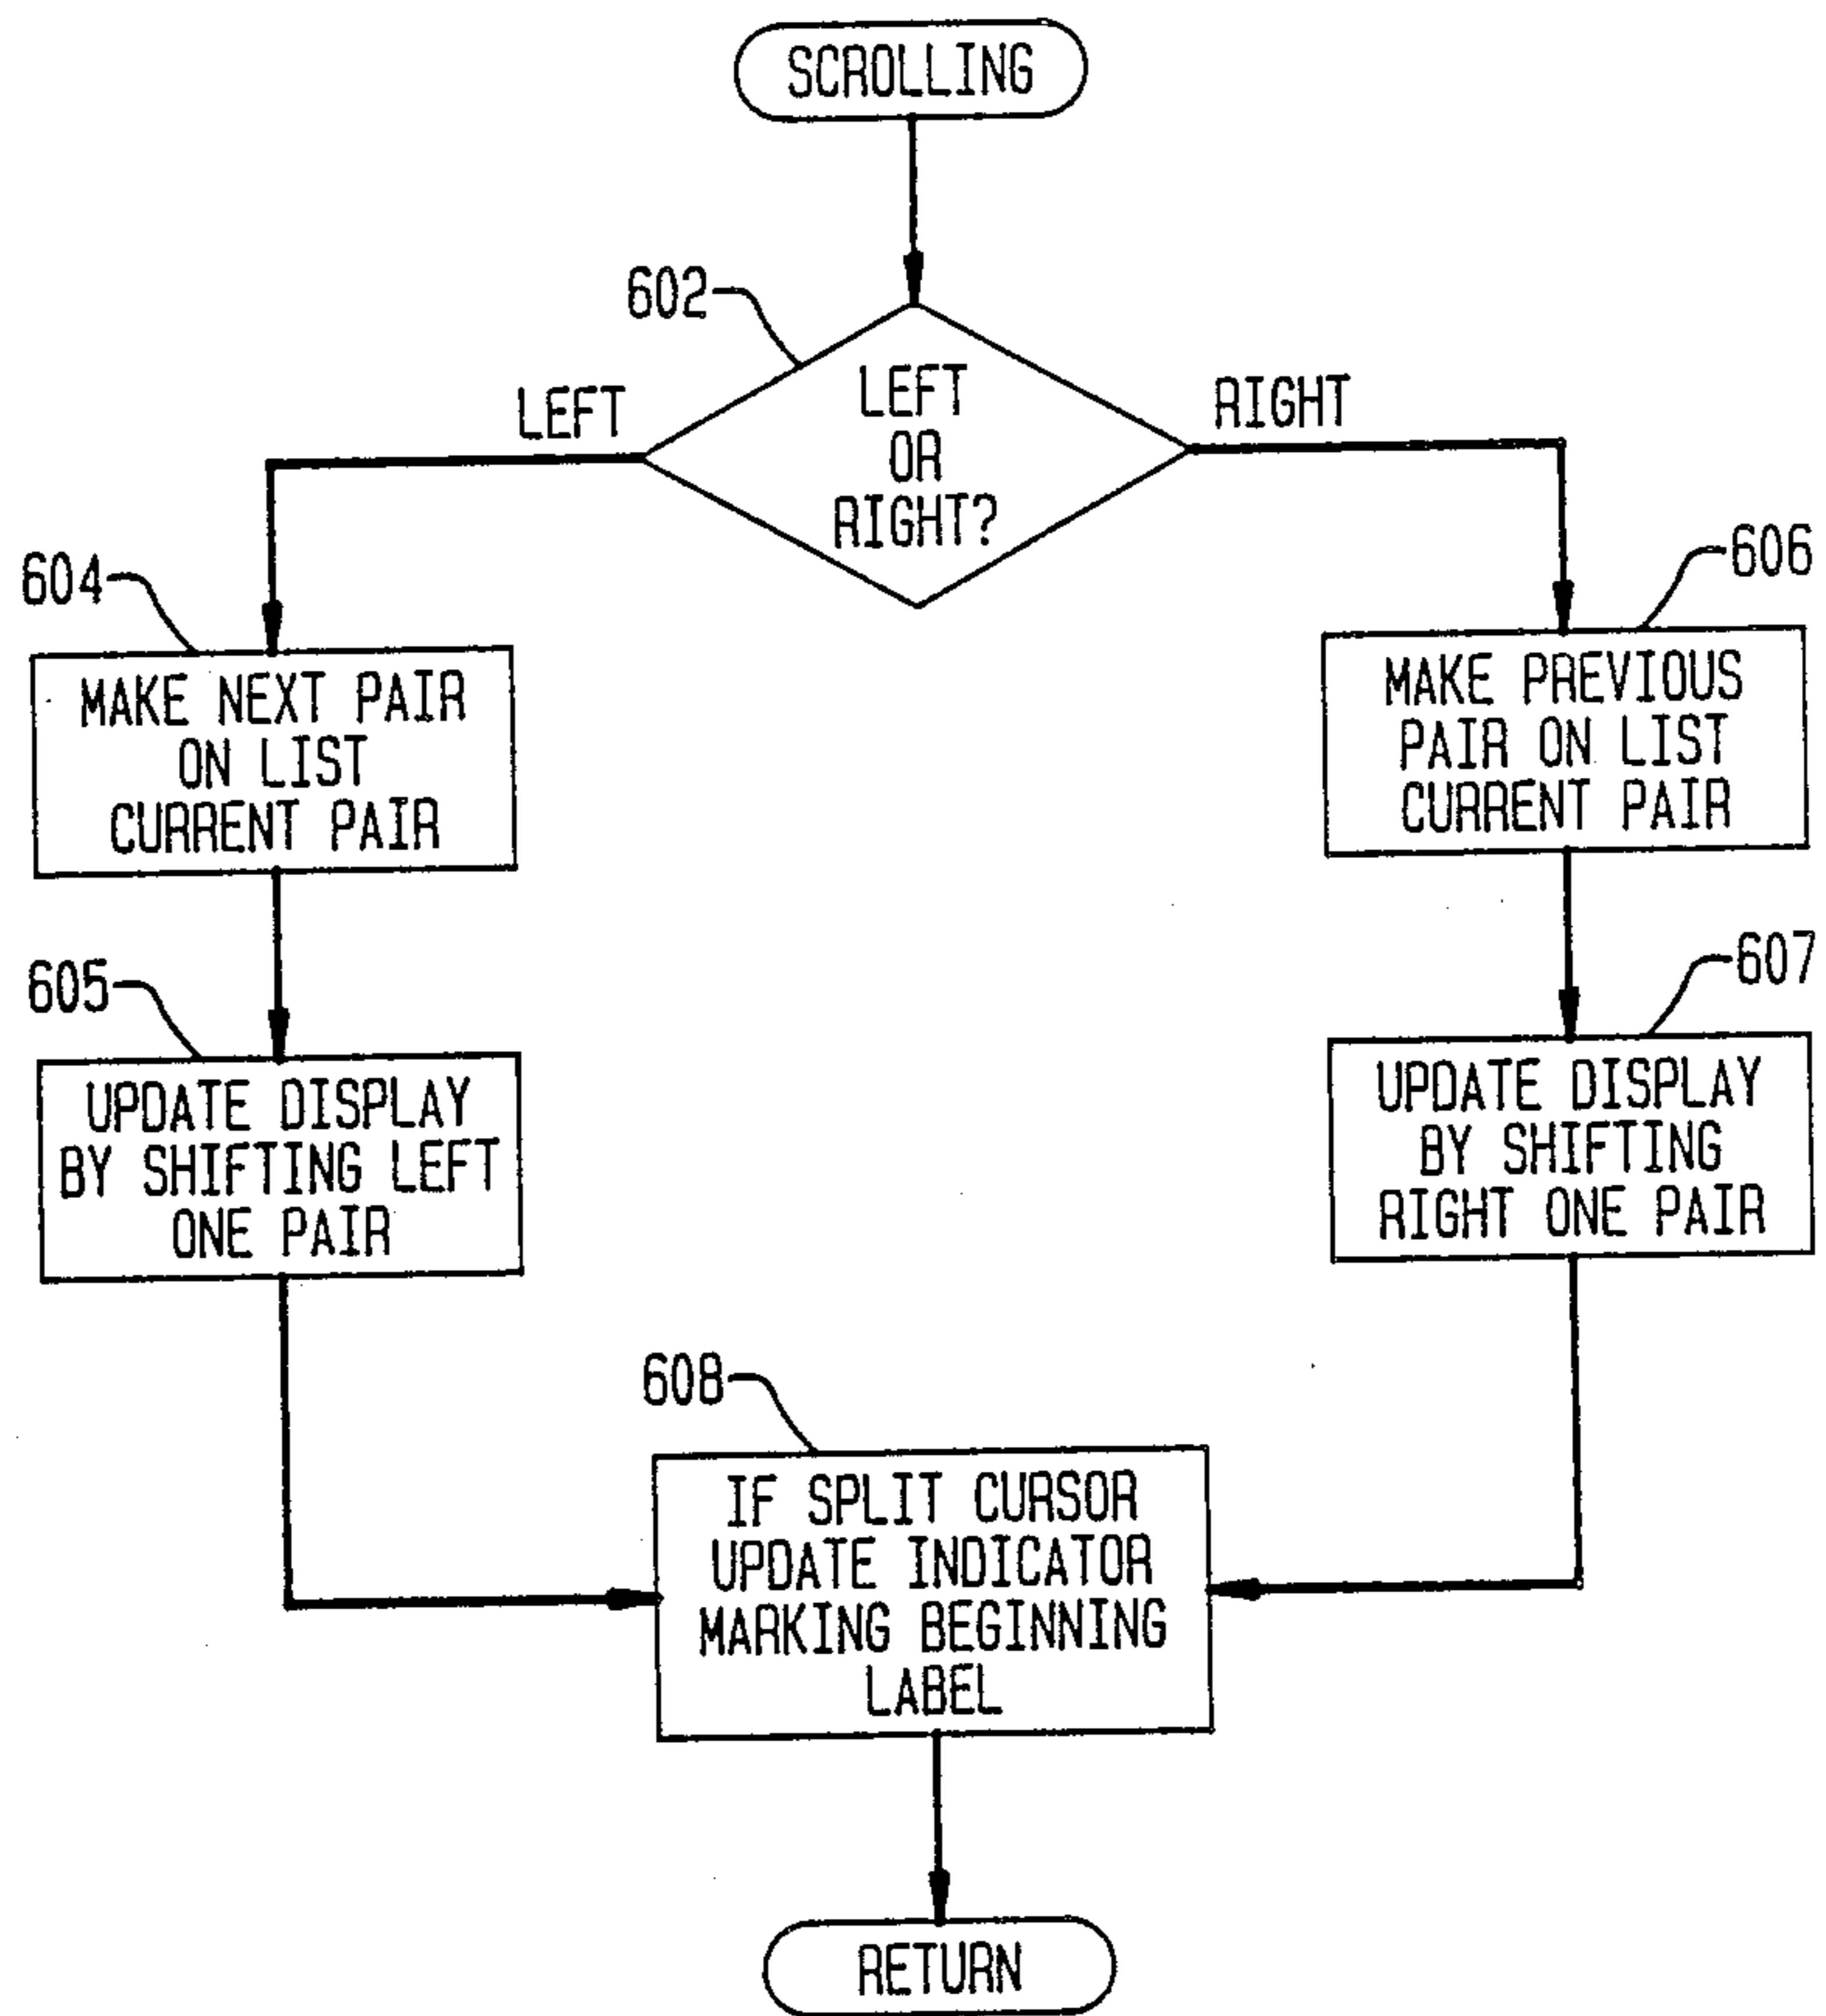 SCROLLING
602
LEFT
OR
RIGHT?
LEFT
RIGHT
604
MAKE NEXT PAIR
ON LIST
CURRENT PAIR
606
MAKE PREVIOUS
PAIR ON LIST
CURRENT PAIR
605
UPDATE DISPLAY
BY SHIFTING LEFT
ONE PAIR
607
UPDATE DISPLAY
BY SHIFTING
RIGHT ONE PAIR
608
IF SPLIT CURSOR
UPDATE INDICATOR
MARKING BEGINNING
LABEL
RETURN